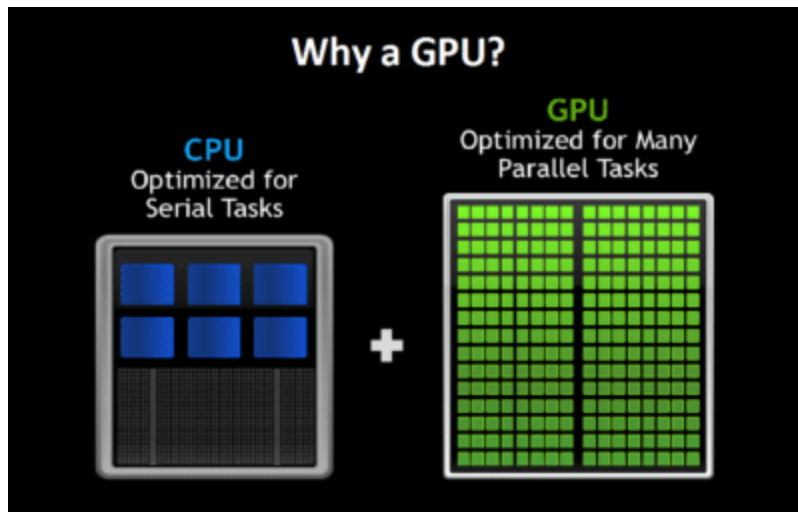 Why a GPU?
CPU
Optimized for
Serial Tasks
GPU
Optimized for Many
Parallel Tasks